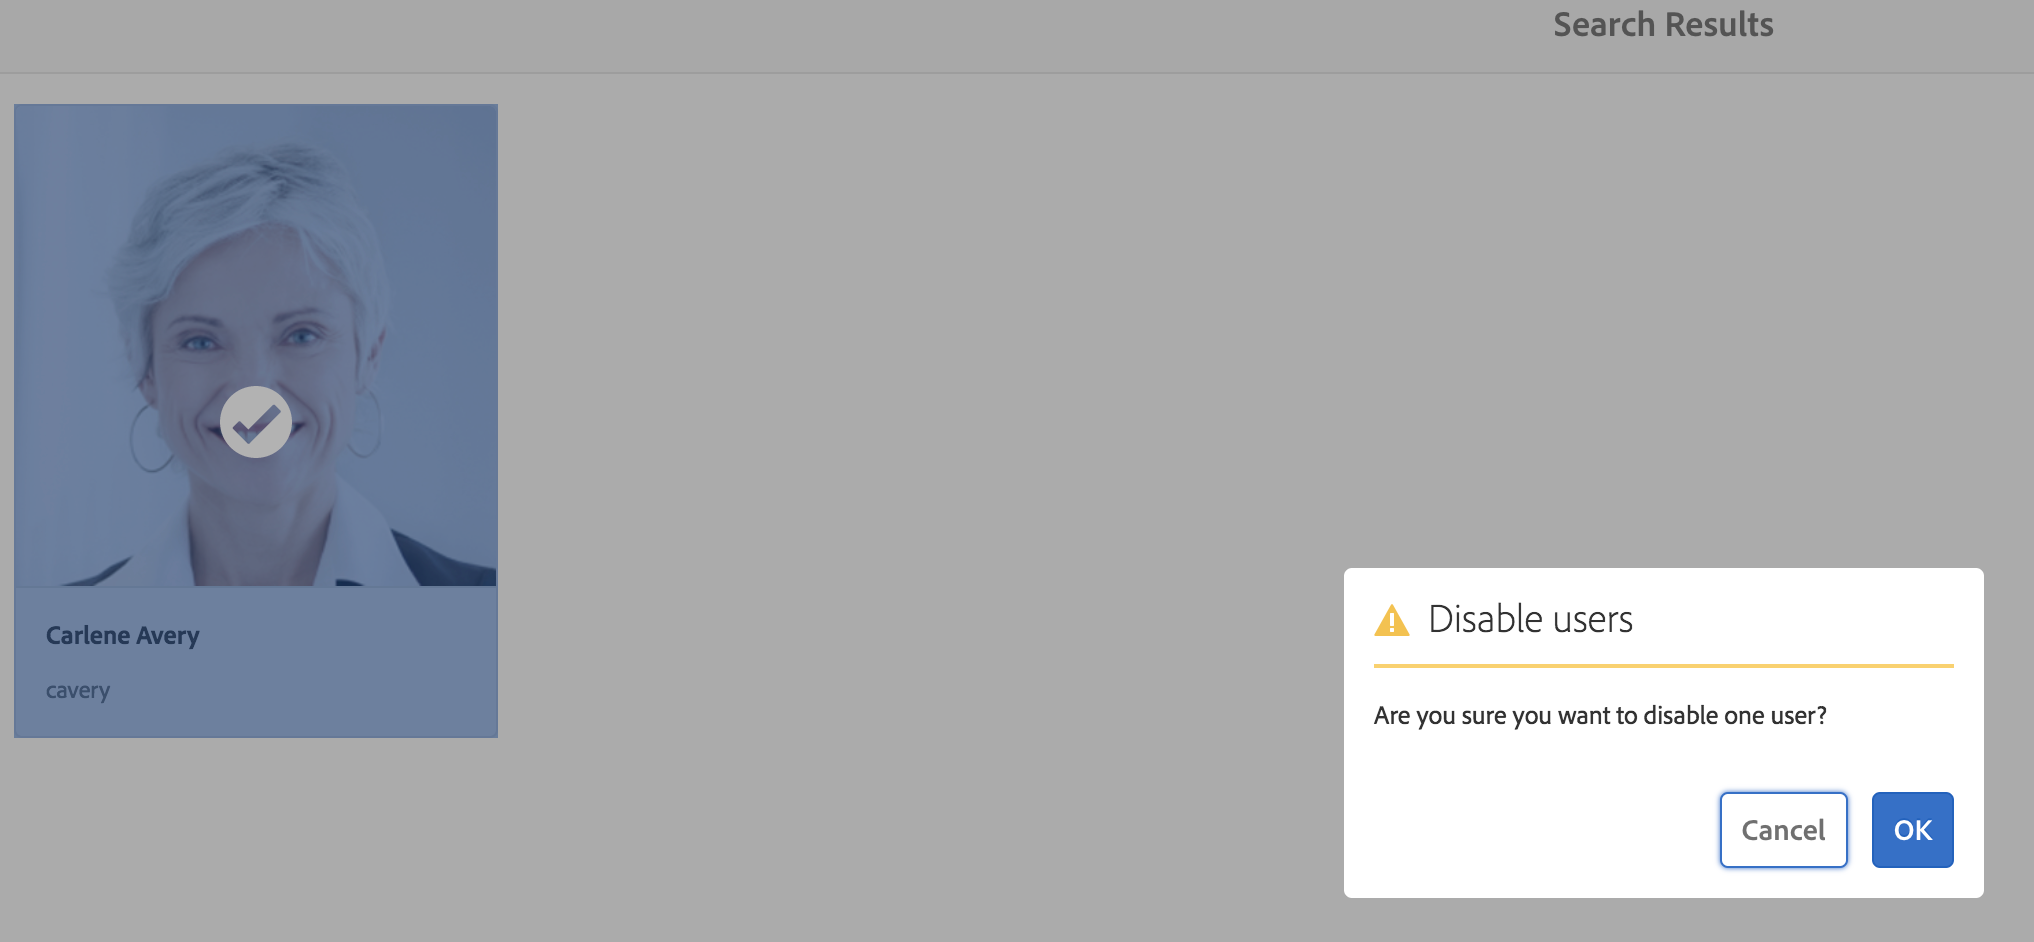 Search Results
Carlene Avery
cavery
Disable users
Are you sure you want to disable one user?
Cancel
OK